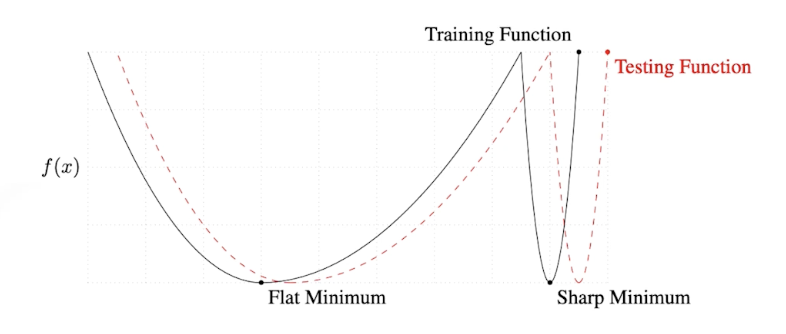 Training Function
Testing Function
f(x)
Flat Minimum
Sharp Minimum